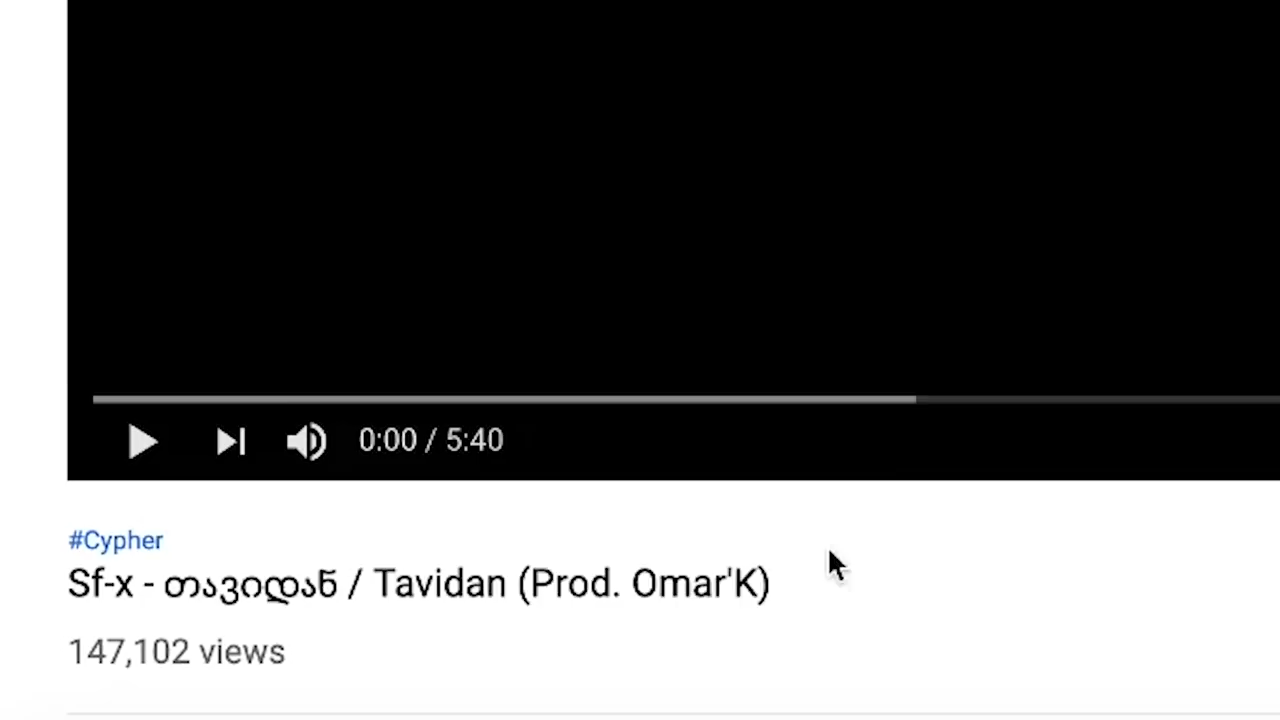 0:00 / 5:40
#Cypher
Sf-x - თავიდან / Tavidan (Prod. Omar'K)
147,102 views